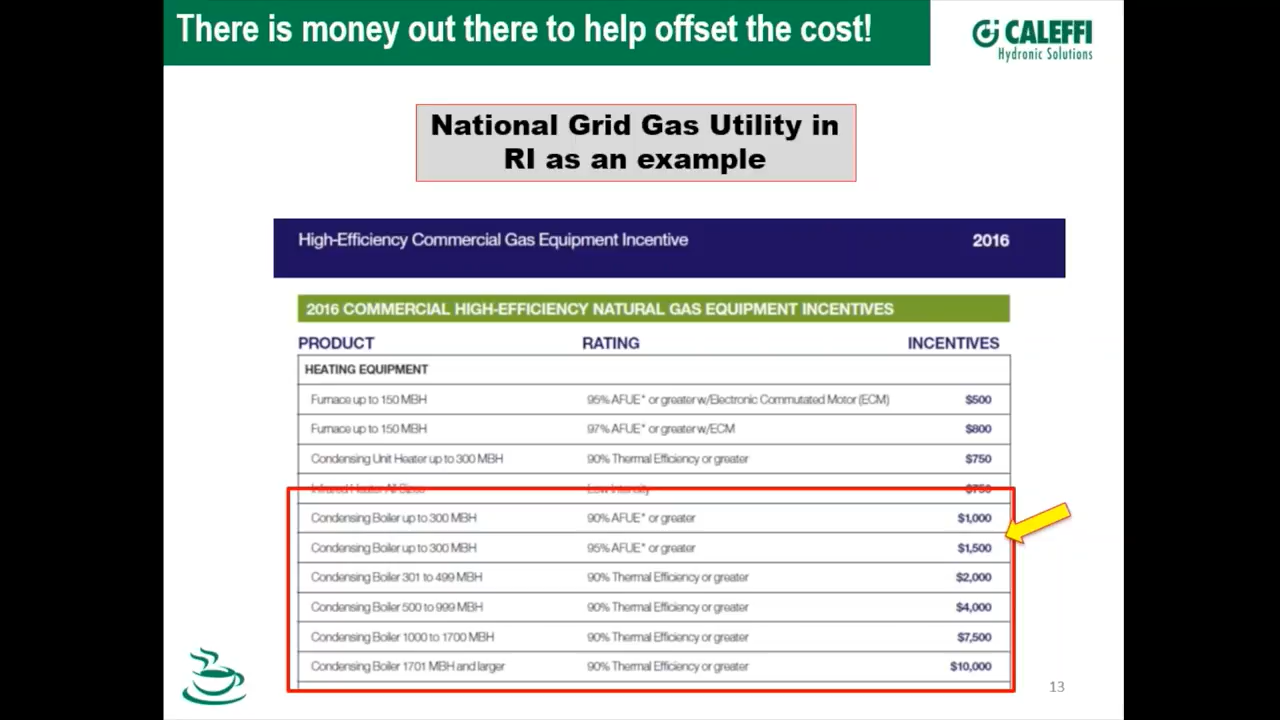 There is money out there to help offset the cost!
CALEFFI
Hydronic Solutions
National Grid Gas Utility in
RI as an example
High-Efficiency Commercial Gas Equipment Incentive 2016
2016 COMMERCIAL HIGH-EFFICIENCY NATURAL GAS EQUIPMENT INCENTIVES
PRODUCT RATING INCENTIVES
HEATING EQUIPMENT
Furnace up to 150 MBH 95% AFUE* or greater w/Electronic Commutated Motor (ECM) $500
Furnace up to 150 MBH 97% AFUE* or greater w/ECM $800
Condensing Unit Heater up to 300 MBH 90% Thermal Efficiency or greater $750
Infrared Heater All Sizes Low Intensity $750
Condensing Boiler up to 300 MBH 90% AFUE* or greater $1,000
Condensing Boiler up to 300 MBH 95% AFUE* or greater $1,500
Condensing Boiler 301 to 499 MBH 90% Thermal Efficiency or greater $2,000
Condensing Boiler 500 to 999 MBH 90% Thermal Efficiency or greater $4,000
Condensing Boiler 1000 to 1700 MBH 90% Thermal Efficiency or greater $7,500
Condensing Boiler 1701 MBH and larger 90% Thermal Efficiency or greater $10,000
13